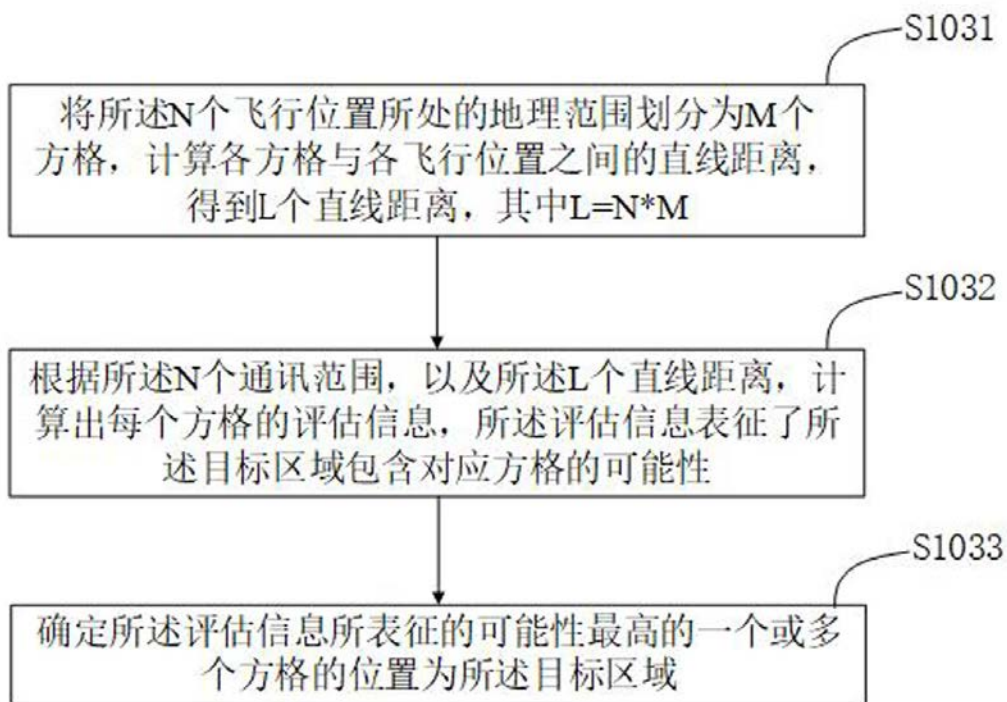 S1031
将所述N个飞行位置所处的地理范围划分为M个
方格，计算各方格与各飞行位置之间的直线距离，
得到L个直线距离，其中L=N*M
S1032
根据所述N个通讯范围，以及所述L个直线距离，计
算出每个方格的评估信息，所述评估信息表征了所
述目标区域包含对应方格的可能性
S1033
确定所述评估信息所表征的可能性最高的一个或多
个方格的位置为所述目标区域